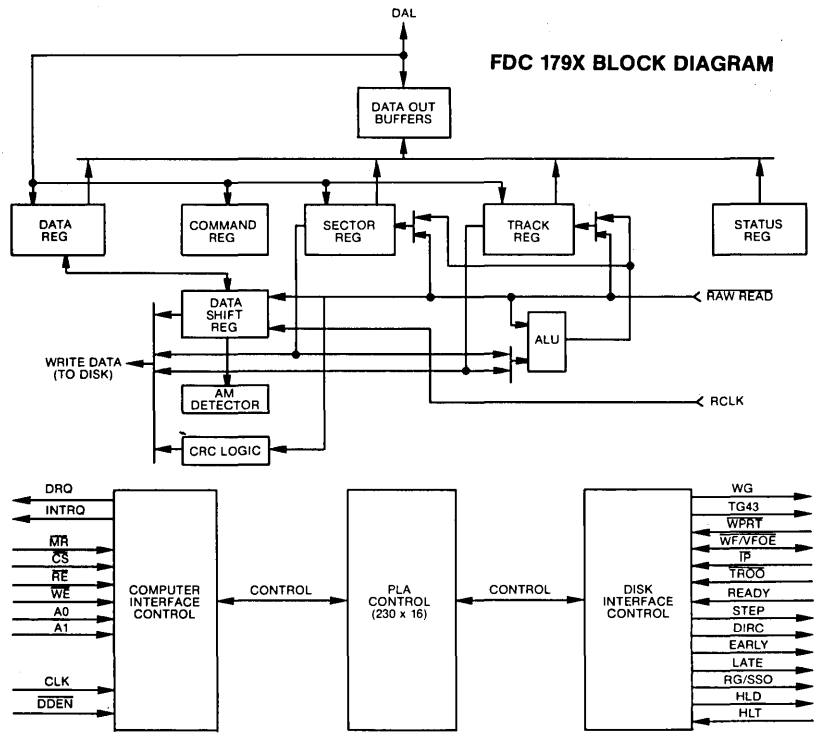 DAL
FDC 179X BLOCK DIAGRAM
DATA OUT
BUFFERS
DATA
REG
COMMAND
REG
SECTOR
REG
TRACK
REG
STATUS
REG
DATA
SHIFT
REG
RAW READ
ALU
WRITE DATA
(TO DISK)
AM
DETECTOR
RCLK
CRC LOGIC
DRQ
INTRQ
MR
CS
RE
WE
A0
A1
CLK
DDEN
COMPUTER
INTERFACE
CONTROL
CONTROL
PLA
CONTROL
(230 x 16)
CONTROL
DISK
INTERFACE
CONTROL
WG
TG43
WPRT
WF/VFOE
IP
TROO
READY
STEP
DIRC
EARLY
LATE
RG/SSO
HLD
HLT